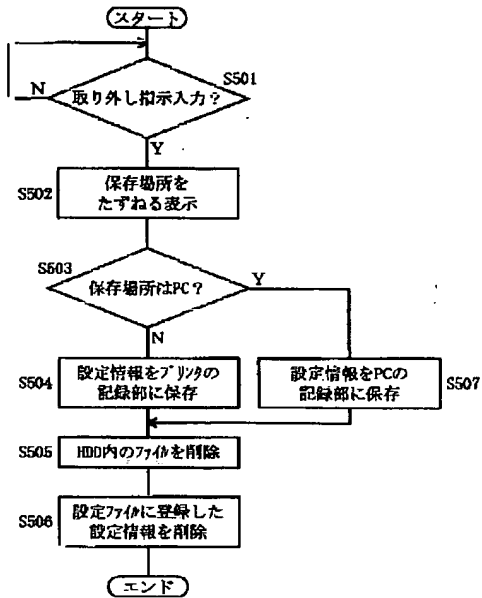 スタート
S501
N
取り外し指示入力？
Y
S502
保存場所を
たずねる表示
S503
保存場所はPC？
Y
N
S504
設定情報をﾌﾟﾘﾝﾀの
記録部に保存
設定情報をPCの
記録部に保存
S507
S505
HDD内のﾌｧｲﾙを削除
S506
設定ﾌｧｲﾙに登録した
設定情報を削除
エンド